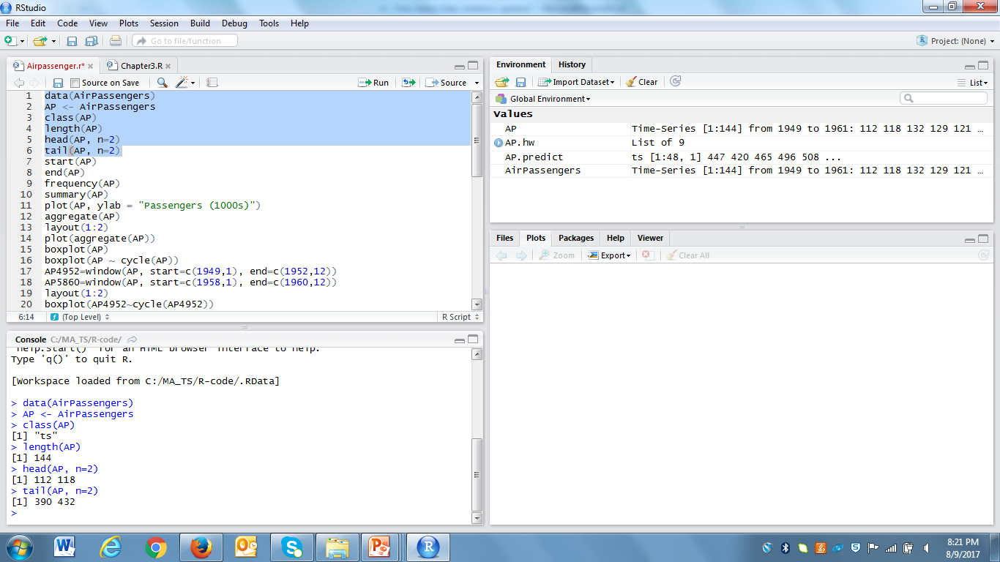 RStudio
File Edit Code View Plots Session Build Debug Tools Help
Go to file/function
Project: (None)
Airpassenger.r* Chapter3.R
Source on Save Run Source
1 data(AirPassengers)
2 AP <- AirPassengers
3 class(AP)
4 length(AP)
5 head(AP, n=2)
6 tail(AP, n=2)
7 start(AP)
8 end(AP)
9 frequency(AP)
10 summary(AP)
11 plot(AP, ylab = "Passengers (1000s)")
12 aggregate(AP)
13 layout(1:2)
14 plot(aggregate(AP))
15 boxplot(AP)
16 boxplot(AP ~ cycle(AP))
17 AP4952=window(AP, start=c(1949,1), end=c(1952,12))
18 AP5860=window(AP, start=c(1958,1), end=c(1960,12))
19 layout(1:2)
20 boxplot(AP4952~cycle(AP4952))
6:14 (Top Level) R Script
Console C:/MA_TS/R-code/
'help.start()' for an HTML browser interface to help.
Type 'q()' to quit R.
[Workspace loaded from C:/MA_TS/R-code/.RData]
> data(AirPassengers)
> AP <- AirPassengers
> class(AP)
[1] "ts"
> length(AP)
[1] 144
> head(AP, n=2)
[1] 112 118
> tail(AP, n=2)
[1] 390 432
>
Environment History
Import Dataset Clear List
Global Environment
Values
AP Time-Series [1:144] from 1949 to 1961: 112 118 132 129 121 …
AP.hw List of 9
AP.predict ts [1:48, 1] 447 420 465 496 508 ...
AirPassengers Time-Series [1:144] from 1949 to 1961: 112 118 132 129 121 …
Files Plots Packages Help Viewer
Zoom Export Clear All
8:21 PM
8/9/2017